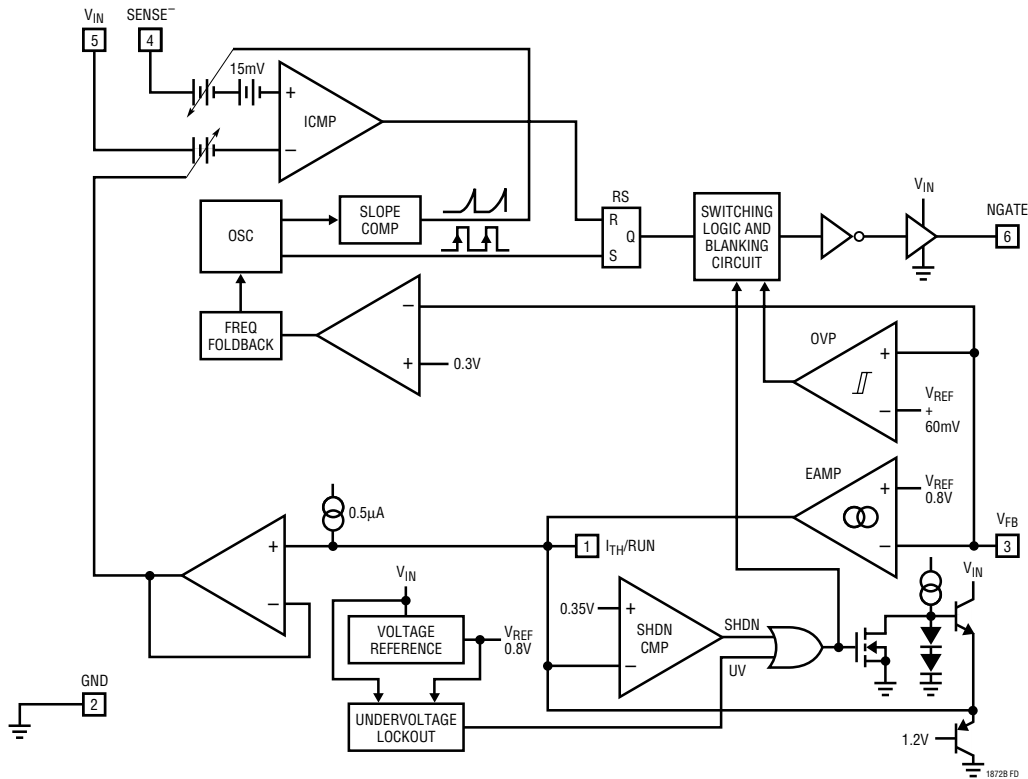 VIN
5
SENSE−
4
15mV
+
ICMP
−
OSC
SLOPE
COMP
RS
R
Q
S
SWITCHING
LOGIC AND
BLANKING
CIRCUIT
VIN
NGATE
6
FREQ
FOLDBACK
−
+
0.3V
OVP
+
−
VREF
+
60mV
EAMP
+
−
VREF
0.8V
VFB
3
0.5µA
+
−
1
ITH/RUN
VIN
VOLTAGE
REFERENCE
VREF
0.8V
UNDERVOLTAGE
LOCKOUT
0.35V
+
SHDN
CMP
−
SHDN
UV
VIN
1.2V
GND
2
1872B FD